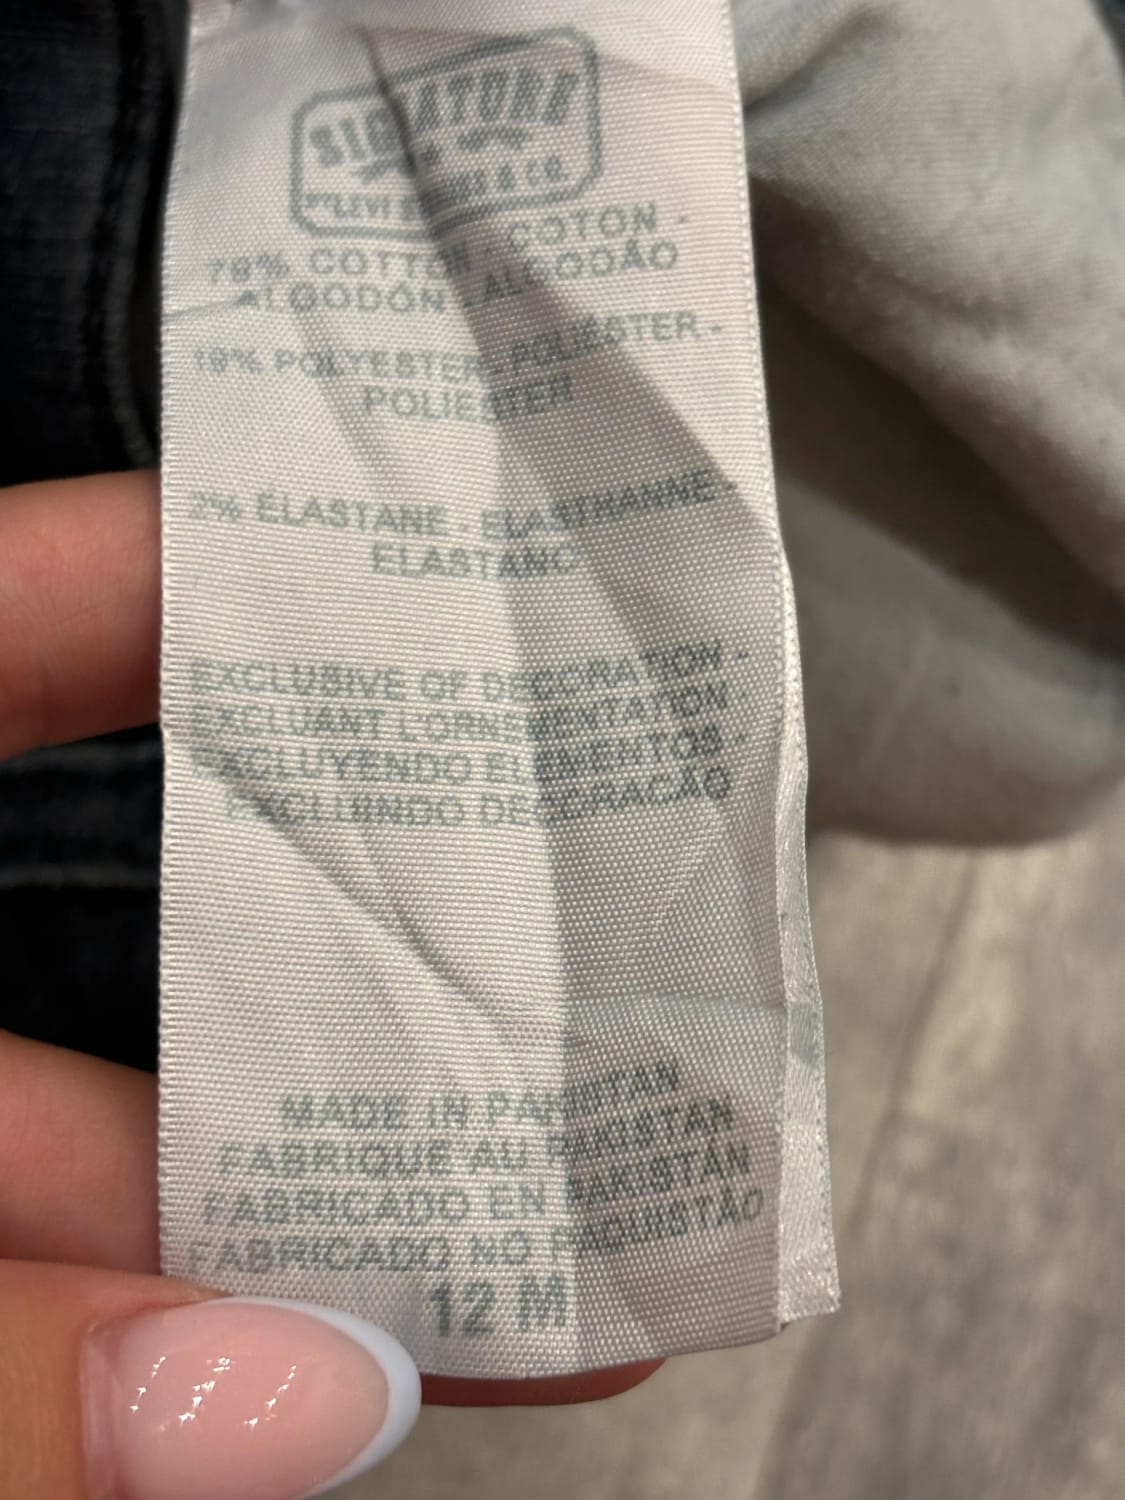 SIGNATURE
BY LEVI STRAUSS & CO.
79% COTTON - COTON -
ALGODÓN - ALGODÃO
19% POLYESTER - POLIÉSTER -
POLIESTER
2% ELASTANE - ELASTHANNE -
ELASTANO
EXCLUSIVE OF DECORATION -
EXCLUANT L'ORNEMENTATION -
EXCLUYENDO ELEMENTOS -
EXCLUINDO DECORAÇÃO
MADE IN PAKISTAN
FABRIQUE AU PAKISTAN
FABRICADO EN PAKISTÁN
FABRICADO NO PAQUISTÃO
12 M